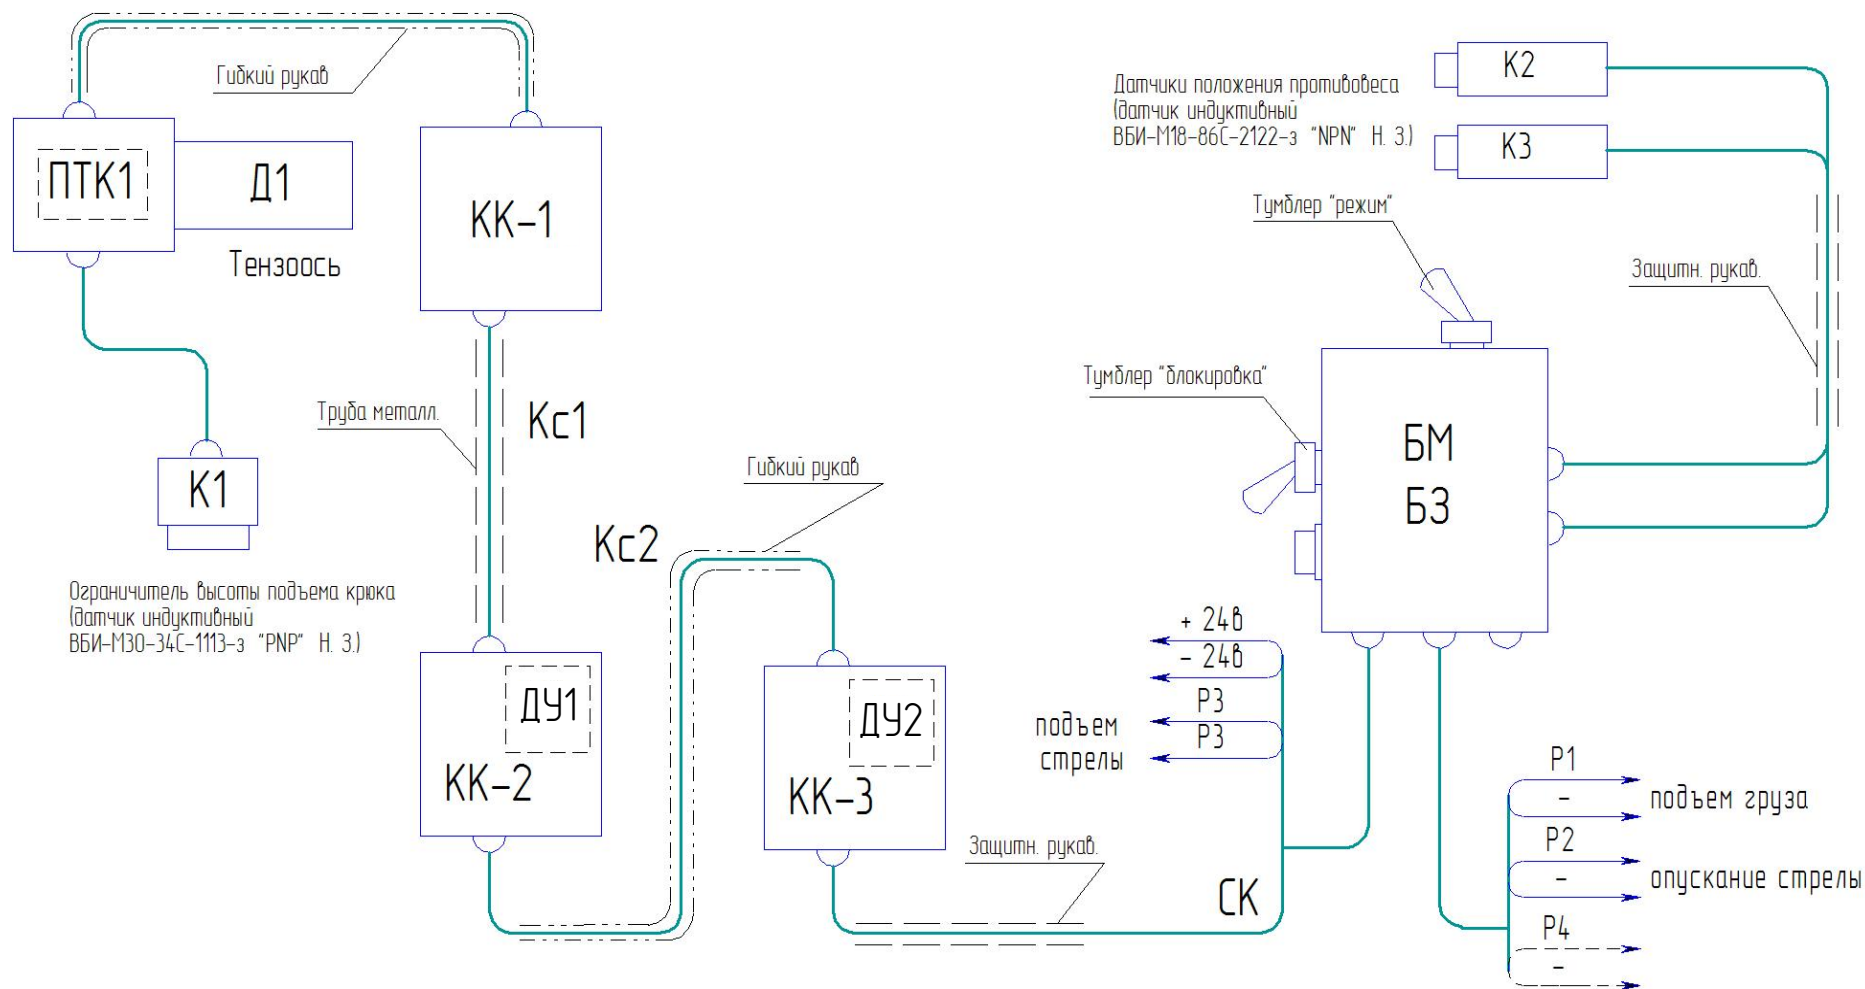 Гибкий рукав
ПТК1
Д1
Тензоось
КК-1
К1
Ограничитель высоты подъема крюка
(датчик индуктивный
ВБИ-М30-34С-1113-з "PNP" Н. З.)
Труба металл.
Кс1
Кс2
Гибкий рукав
ДУ1
КК-2
ДУ2
КК-3
Защитн. рукав.
СК
Датчики положения противовеса
(датчик индуктивный
ВБИ-М18-86С-2122-з "NPN" Н. З.)
К2
К3
Тумблер "режим"
Защитн. рукав.
Тумблер "блокировка"
БМ
БЗ
+ 24в
- 24в
Р3
Р3
подъем
стрелы
Р1
-
подъем груза
Р2
-
опускание стрелы
Р4
-